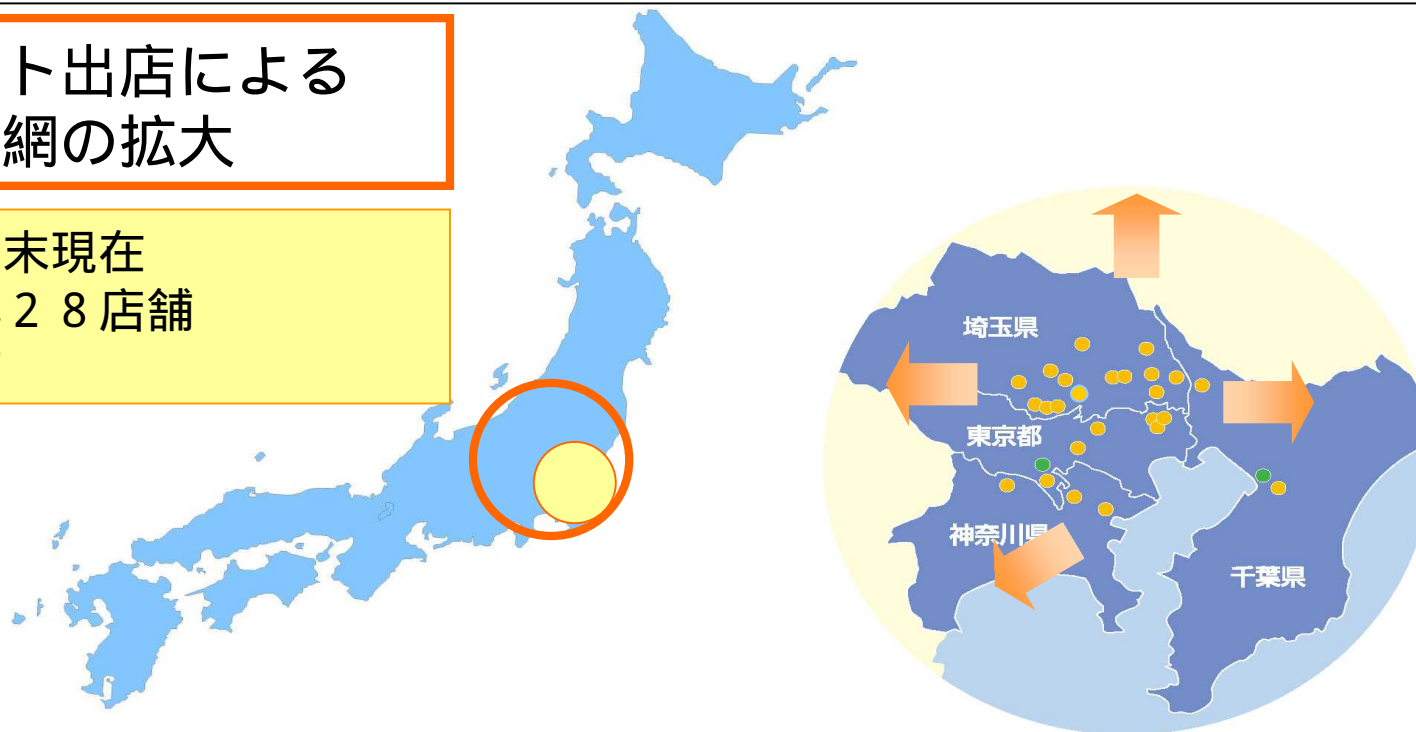 ト出店による
網の拡大
末現在
２８店舗
埼玉県
東京都
神奈川県
千葉県